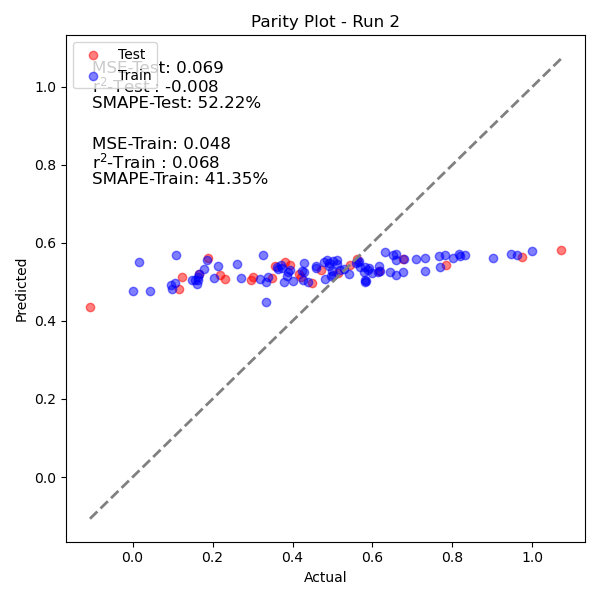 Parity Plot - Run 2
Test
Train
MSE-Test: 0.069
r²-Test : -0.008
SMAPE-Test: 52.22%
MSE-Train: 0.048
r²-Train : 0.068
SMAPE-Train: 41.35%
Predicted
1.0
0.8
0.6
0.4
0.2
0.0
0.0 0.2 0.4 0.6 0.8 1.0
Actual